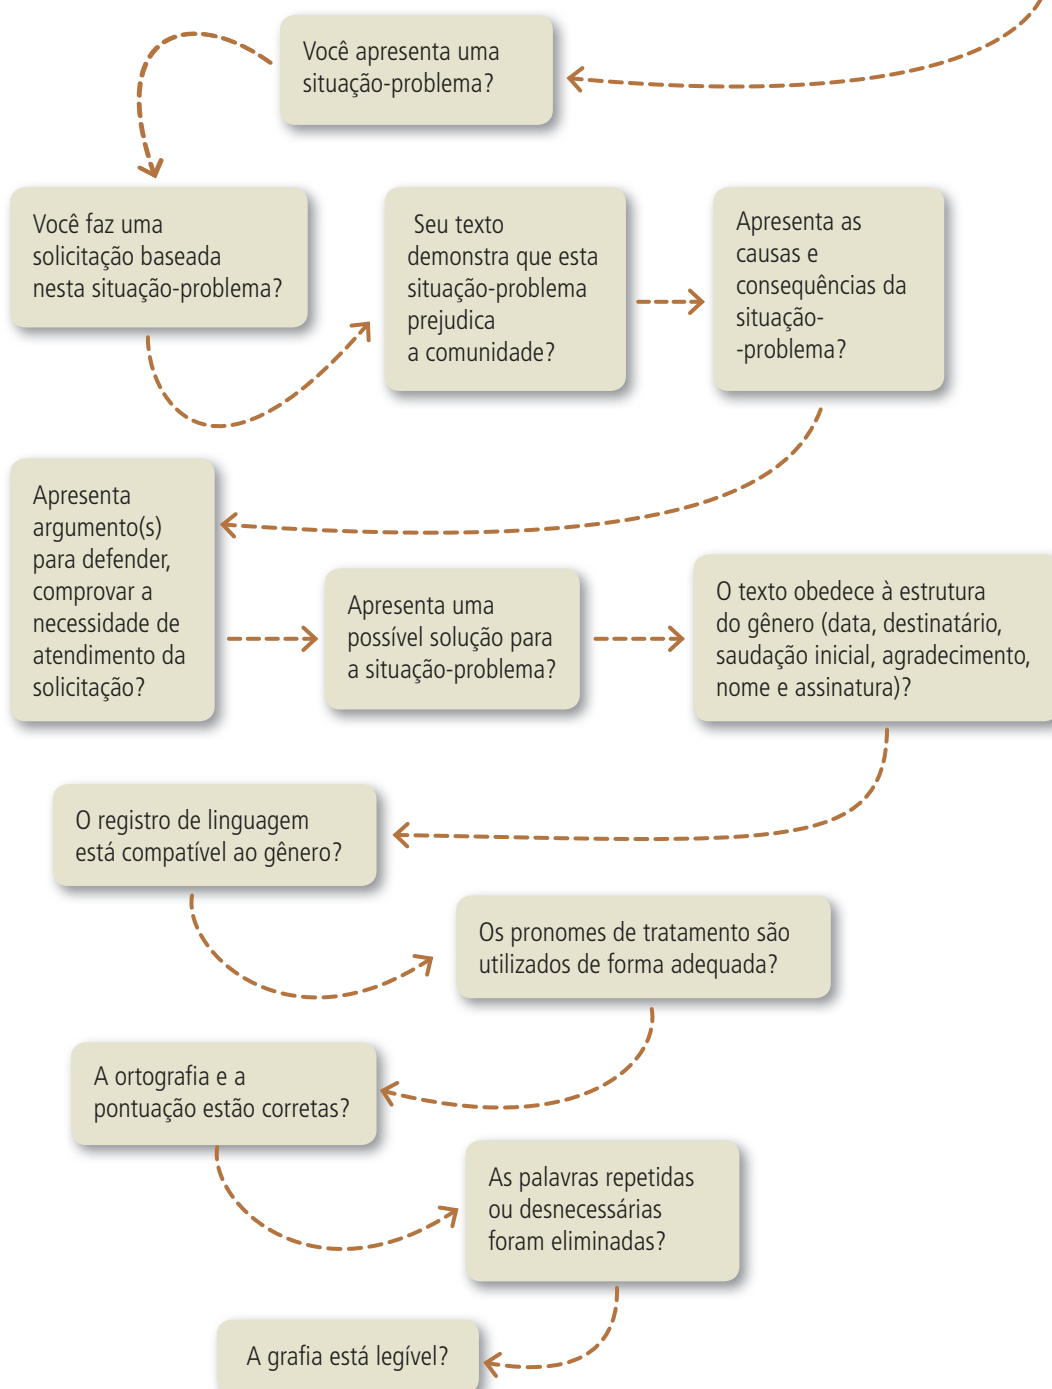 Você apresenta uma
situação-problema?
Você faz uma
solicitação baseada
nesta situação-problema?
Seu texto
demonstra que esta
situação-problema
prejudica
a comunidade?
Apresenta as
causas e
consequências da
situação-
-problema?
Apresenta
argumento(s)
para defender,
comprovar a
necessidade de
atendimento da
solicitação?
Apresenta uma
possível solução para
a situação-problema?
O texto obedece à estrutura
do gênero (data, destinatário,
saudação inicial, agradecimento,
nome e assinatura)?
O registro de linguagem
está compatível ao gênero?
Os pronomes de tratamento são
utilizados de forma adequada?
A ortografia e a
pontuação estão corretas?
As palavras repetidas
ou desnecessárias
foram eliminadas?
A grafia está legível?